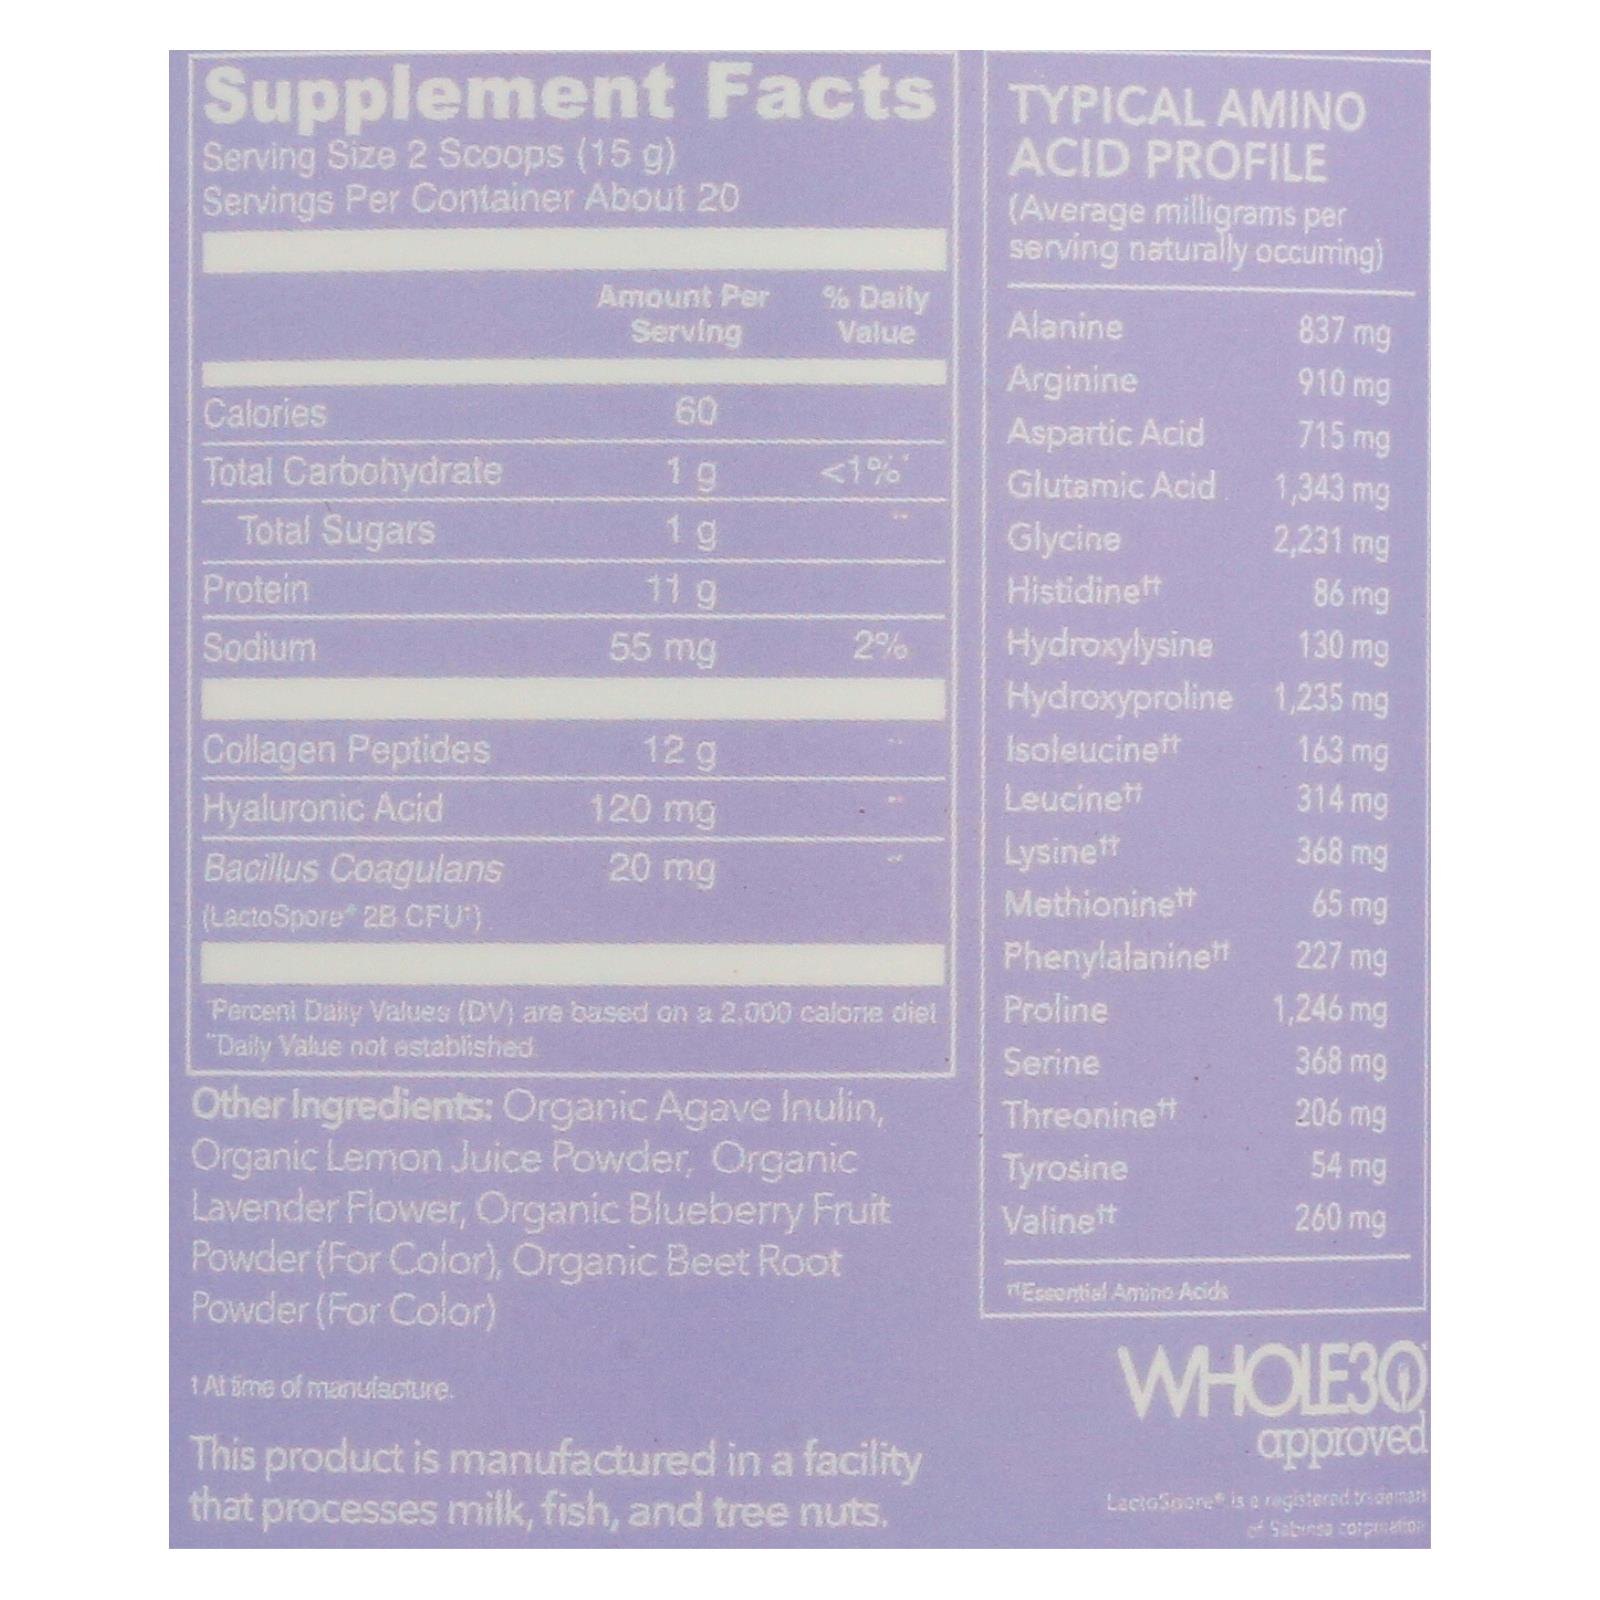 Supplement Facts
Serving Size 2 Scoops (15 g)
Servings Per Container About 20
Amount Per Serving % Daily Value
Calories 60
Total Carbohydrate 1 g <1%*
Total Sugars 1 g **
Protein 11 g
Sodium 55 mg 2%
Collagen Peptides 12 g **
Hyaluronic Acid 120 mg **
Bacillus Coagulans 20 mg **
(LactoSpore® 2B CFU†)
*Percent Daily Values (DV) are based on a 2,000 calorie diet
**Daily Value not established.
Other Ingredients: Organic Agave Inulin,
Organic Lemon Juice Powder, Organic
Lavender Flower, Organic Blueberry Fruit
Powder (For Color), Organic Beet Root
Powder (For Color)
† At time of manufacture.
This product is manufactured in a facility
that processes milk, fish, and tree nuts.
TYPICAL AMINO
ACID PROFILE
(Average milligrams per
serving naturally occurring)
Alanine 837 mg
Arginine 910 mg
Aspartic Acid 715 mg
Glutamic Acid 1,343 mg
Glycine 2,231 mg
Histidine†† 86 mg
Hydroxylysine 130 mg
Hydroxyproline 1,235 mg
Isoleucine†† 163 mg
Leucine†† 314 mg
Lysine†† 368 mg
Methionine†† 65 mg
Phenylalanine†† 227 mg
Proline 1,246 mg
Serine 368 mg
Threonine†† 206 mg
Tyrosine 54 mg
Valine†† 260 mg
††Essential Amino Acids
WHOLE30
approved
LactoSpore® is a registered trademark
of Sabinsa corporation